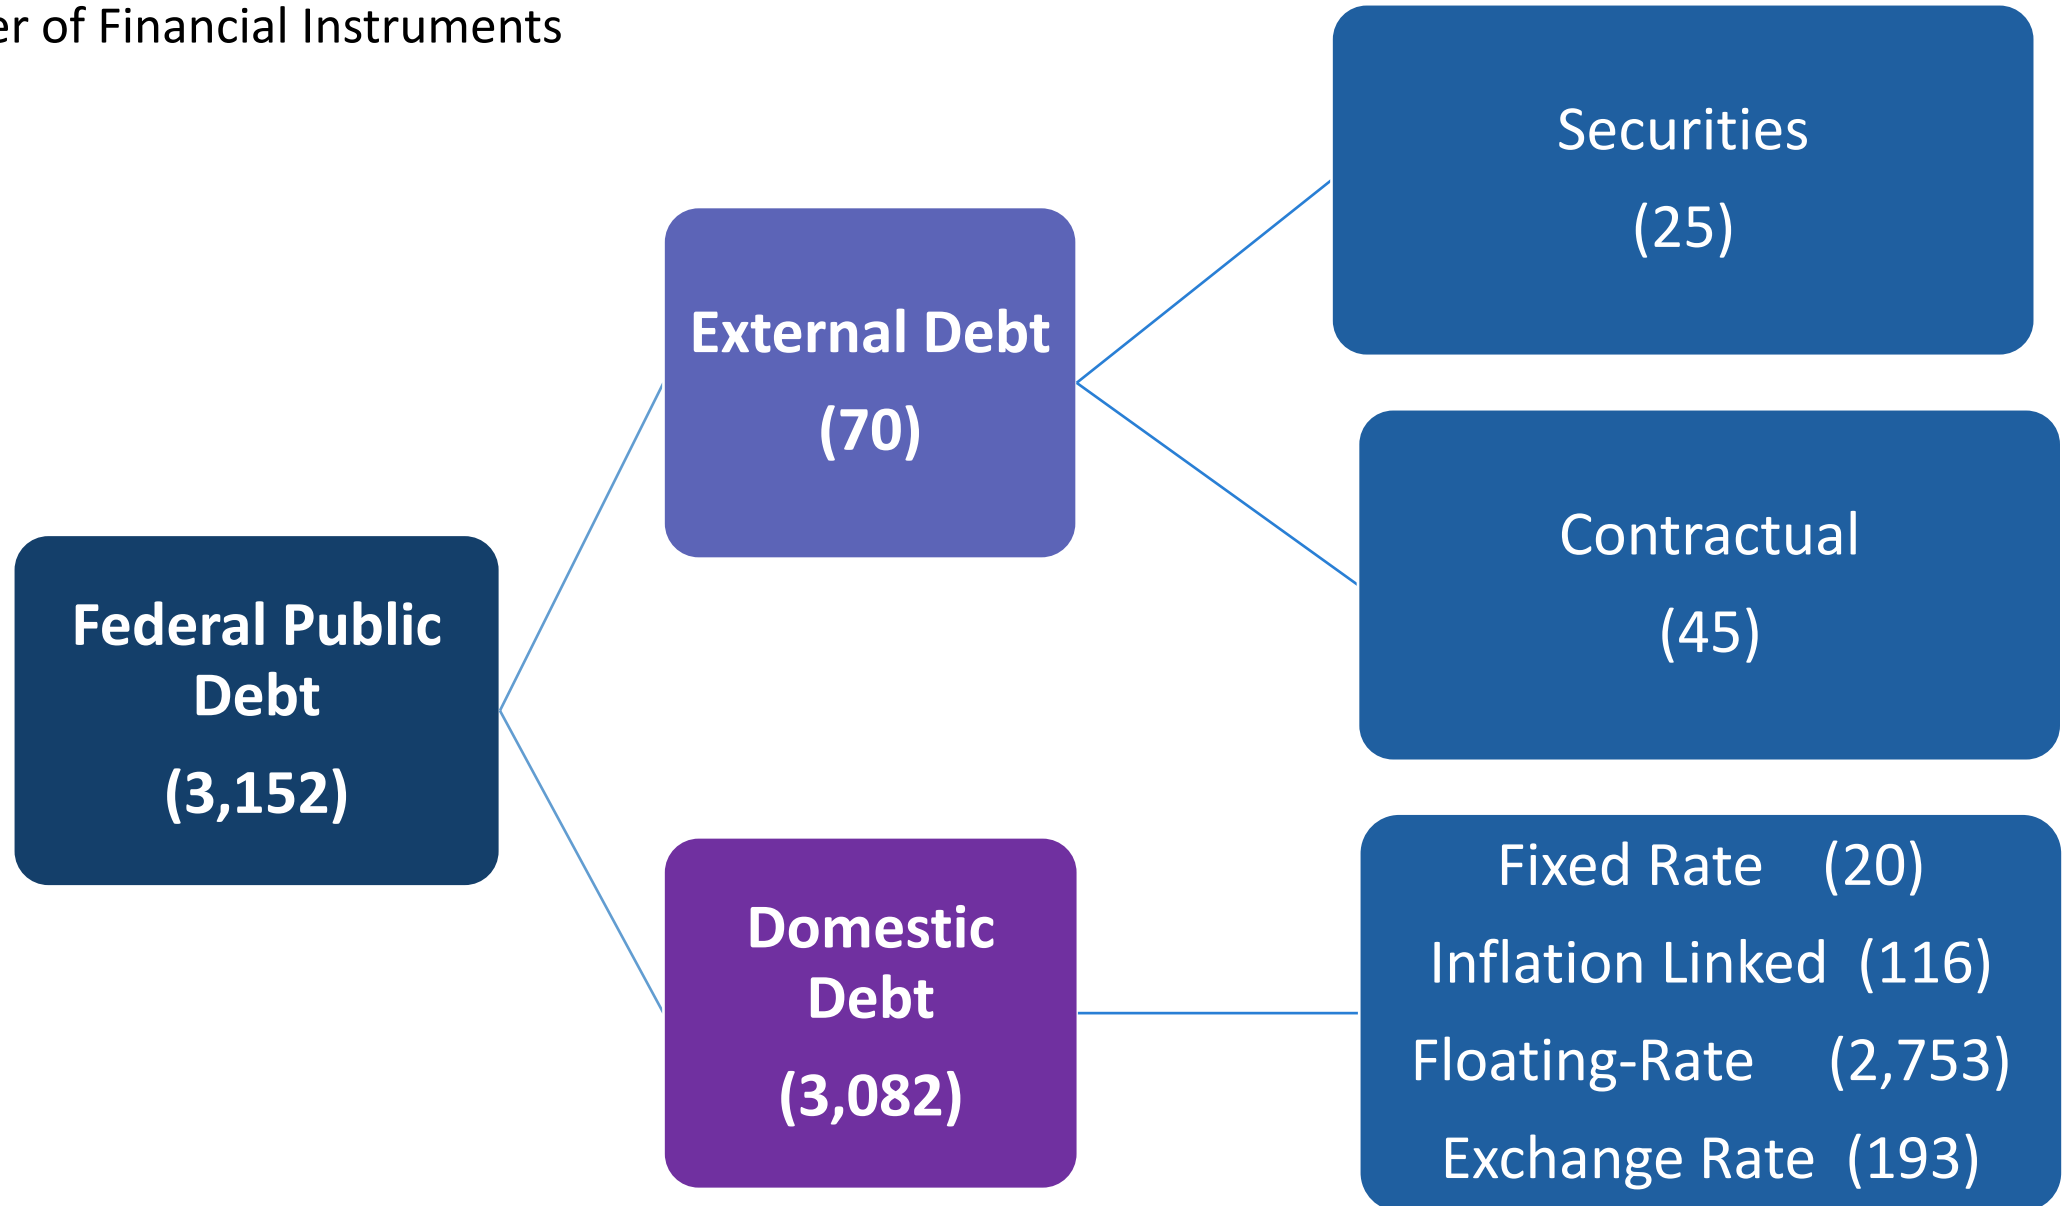 er of Financial Instruments
Securities
(25)
External Debt
(70)
Contractual
(45)
Federal Public
Debt
(3,152)
Domestic
Debt
(3,082)
Fixed Rate (20)
Inflation Linked (116)
Floating-Rate (2,753)
Exchange Rate (193)